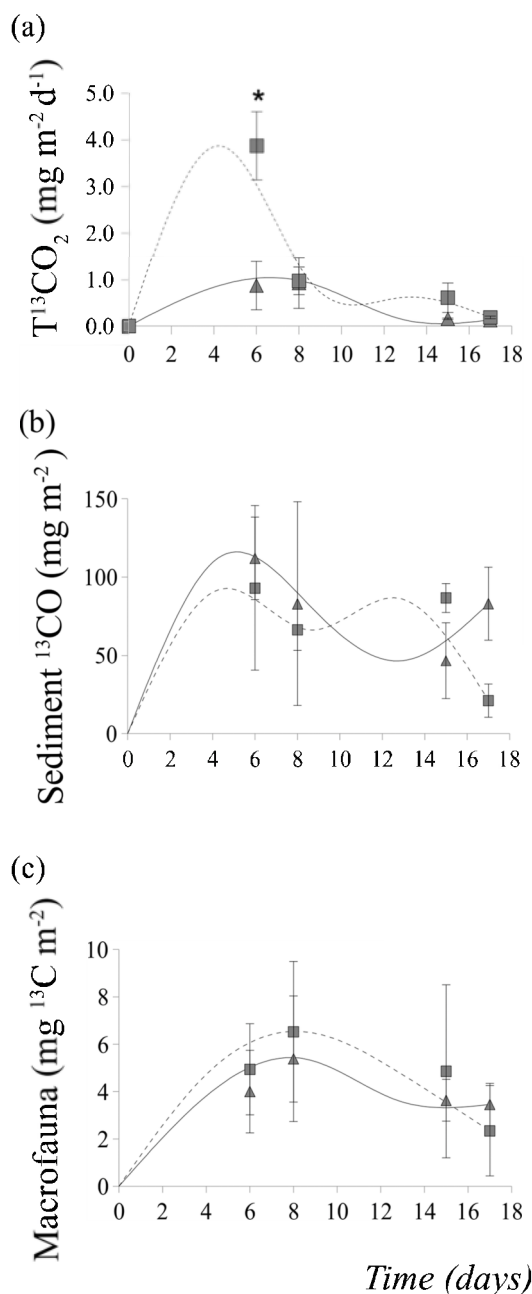 (a)
T¹³CO₂ (mg m⁻² d⁻¹)
5.0
*
4.0
3.0
2.0
1.0
0.0
0 2 4 6 8 10 12 14 16 18
(b)
Sediment ¹³CO (mg m⁻²)
150
100
50
0
0 2 4 6 8 10 12 14 16 18
(c)
Macrofauna (mg ¹³C m⁻²)
10
8
6
4
2
0
0 2 4 6 8 10 12 14 16 18
Time (days)